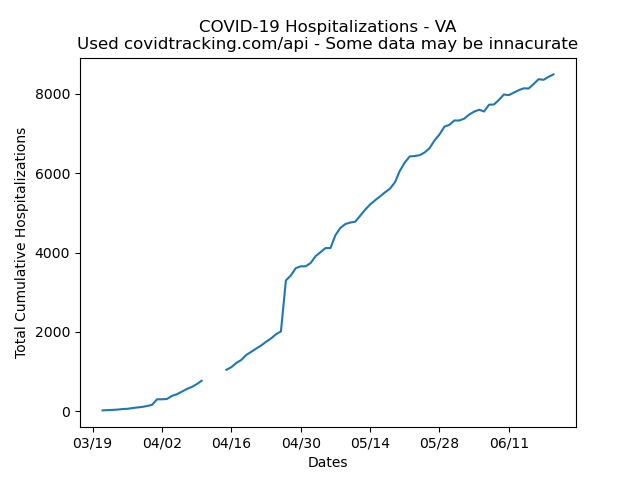 COVID-19 Hospitalizations - VA
Used covidtracking.com/api - Some data may be innacurate
Total Cumulative Hospitalizations
8000
6000
4000
2000
0
03/19 04/02 04/16 04/30 05/14 05/28 06/11
Dates